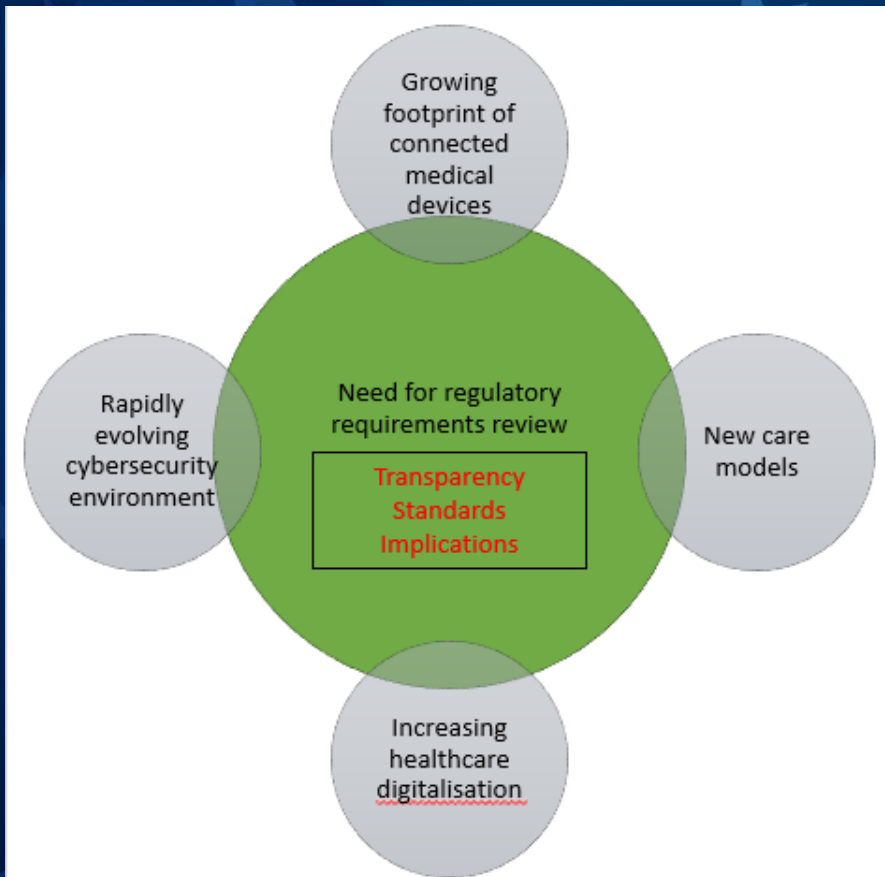 Growing
footprint of
connected
medical
devices
Rapidly
evolving
cybersecurity
environment
Need for regulatory
requirements review
Transparency
Standards
Implications
New care
models
Increasing
healthcare
digitalisation